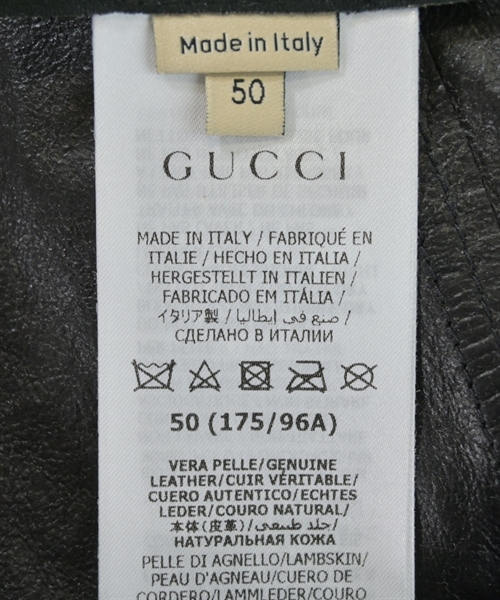 Made in Italy
50
GUCCI
MADE IN ITALY / FABRIQUÉ EN
ITALIE / HECHO EN ITALIA /
HERGESTELLT IN ITALIEN /
FABRICADO EM ITÁLIA /
イタリア製 / صنع في إيطاليا /
СДЕЛАНО В ИТАЛИИ
50 (175/96A)
VERA PELLE/GENUINE
LEATHER/CUIR VÉRITABLE/
CUERO AUTENTICO/ECHTES
LEDER/COURO NATURAL/
本体(皮革)/جلد طبيعي/
НАТУРАЛЬНАЯ КОЖА
PELLE DI AGNELLO/LAMBSKIN/
PEAU D'AGNEAU/CUERO DE
CORDERO/LAMMLEDER/COURO